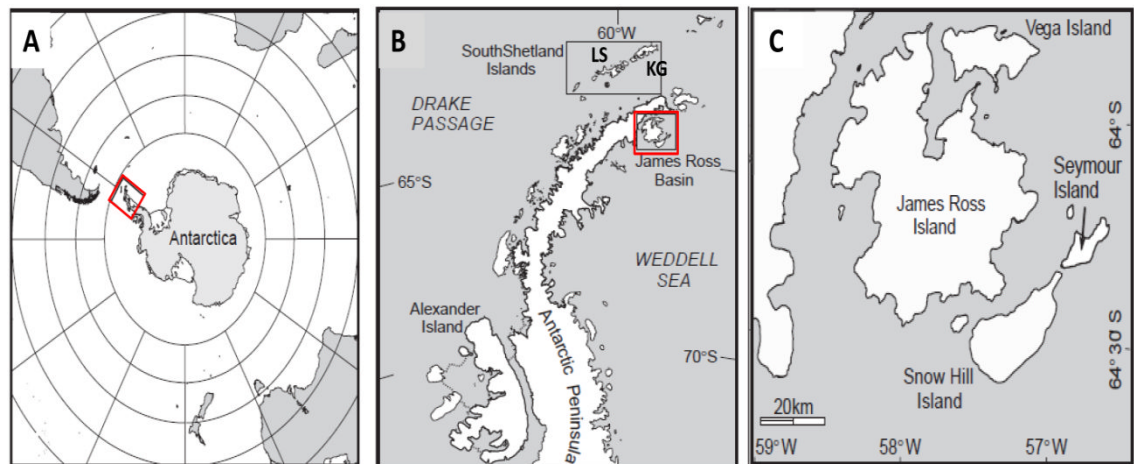 A
Antarctica
B
60°W
SouthShetland
Islands
LS
KG
DRAKE
PASSAGE
65°S
James Ross
Basin
WEDDELL
SEA
Alexander
Island
Antarctic Peninsula
70°S
C
Vega Island
64° S
Seymour
Island
James Ross
Island
64° 30 S
Snow Hill
Island
20km
59°W
58°W
57°W